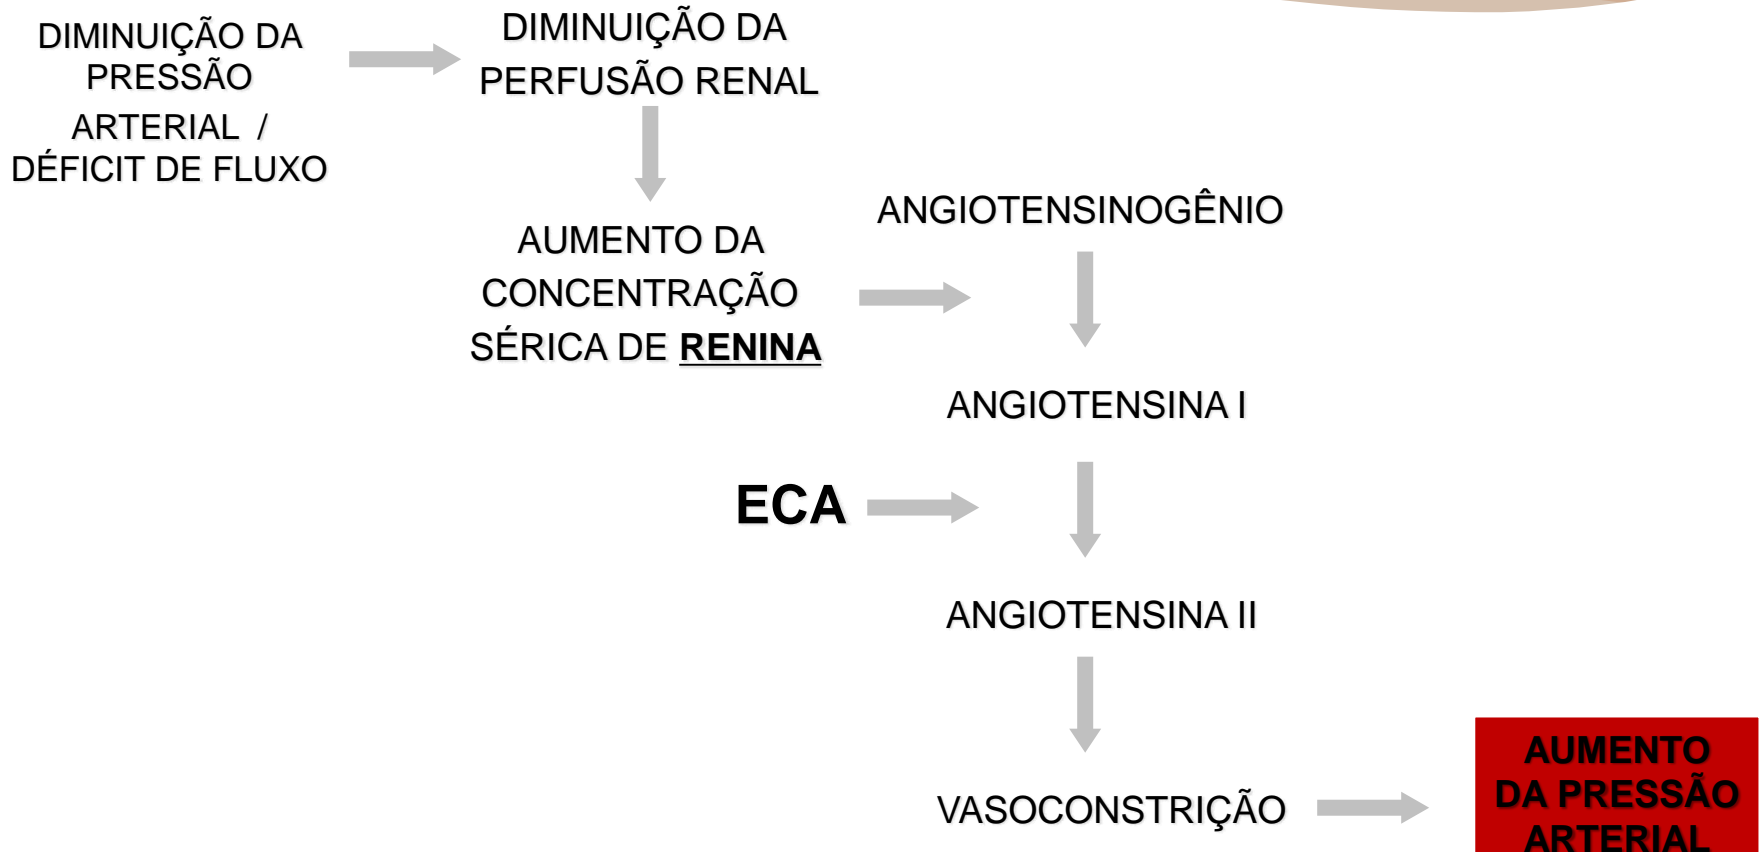 DIMINUIÇÃO DA
PRESSÃO
ARTERIAL /
DÉFICIT DE FLUXO
DIMINUIÇÃO DA
PERFUSÃO RENAL
AUMENTO DA
CONCENTRAÇÃO
SÉRICA DE RENINA
ANGIOTENSINOGÊNIO
ANGIOTENSINA I
ECA
ANGIOTENSINA II
VASOCONSTRIÇÃO
AUMENTO
DA PRESSÃO
ARTERIAL